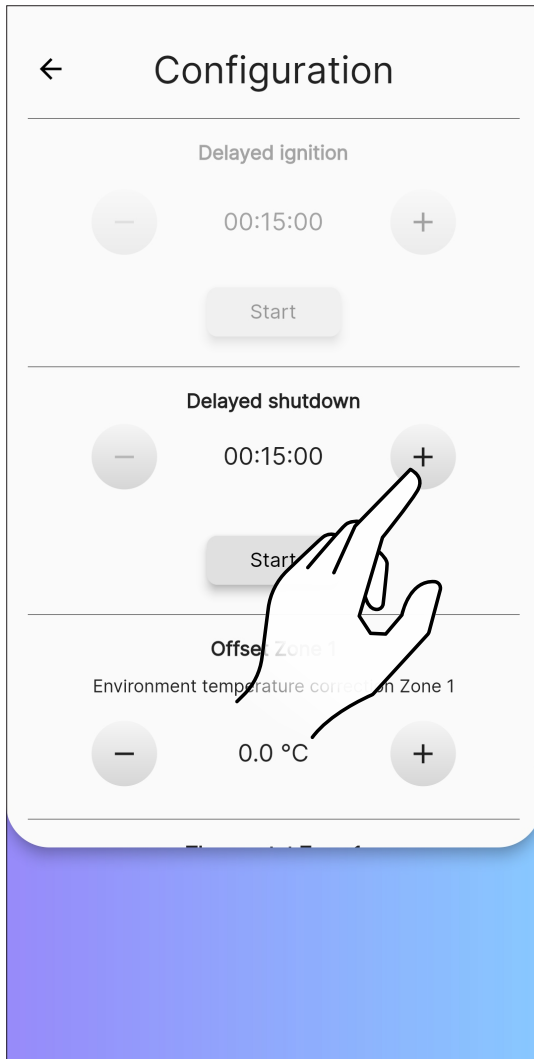 Configuration
Delayed ignition
00:15:00
Start
Delayed shutdown
00:15:00
Start
Offset Zone 1
Environment temperature correction Zone 1
0.0 °C